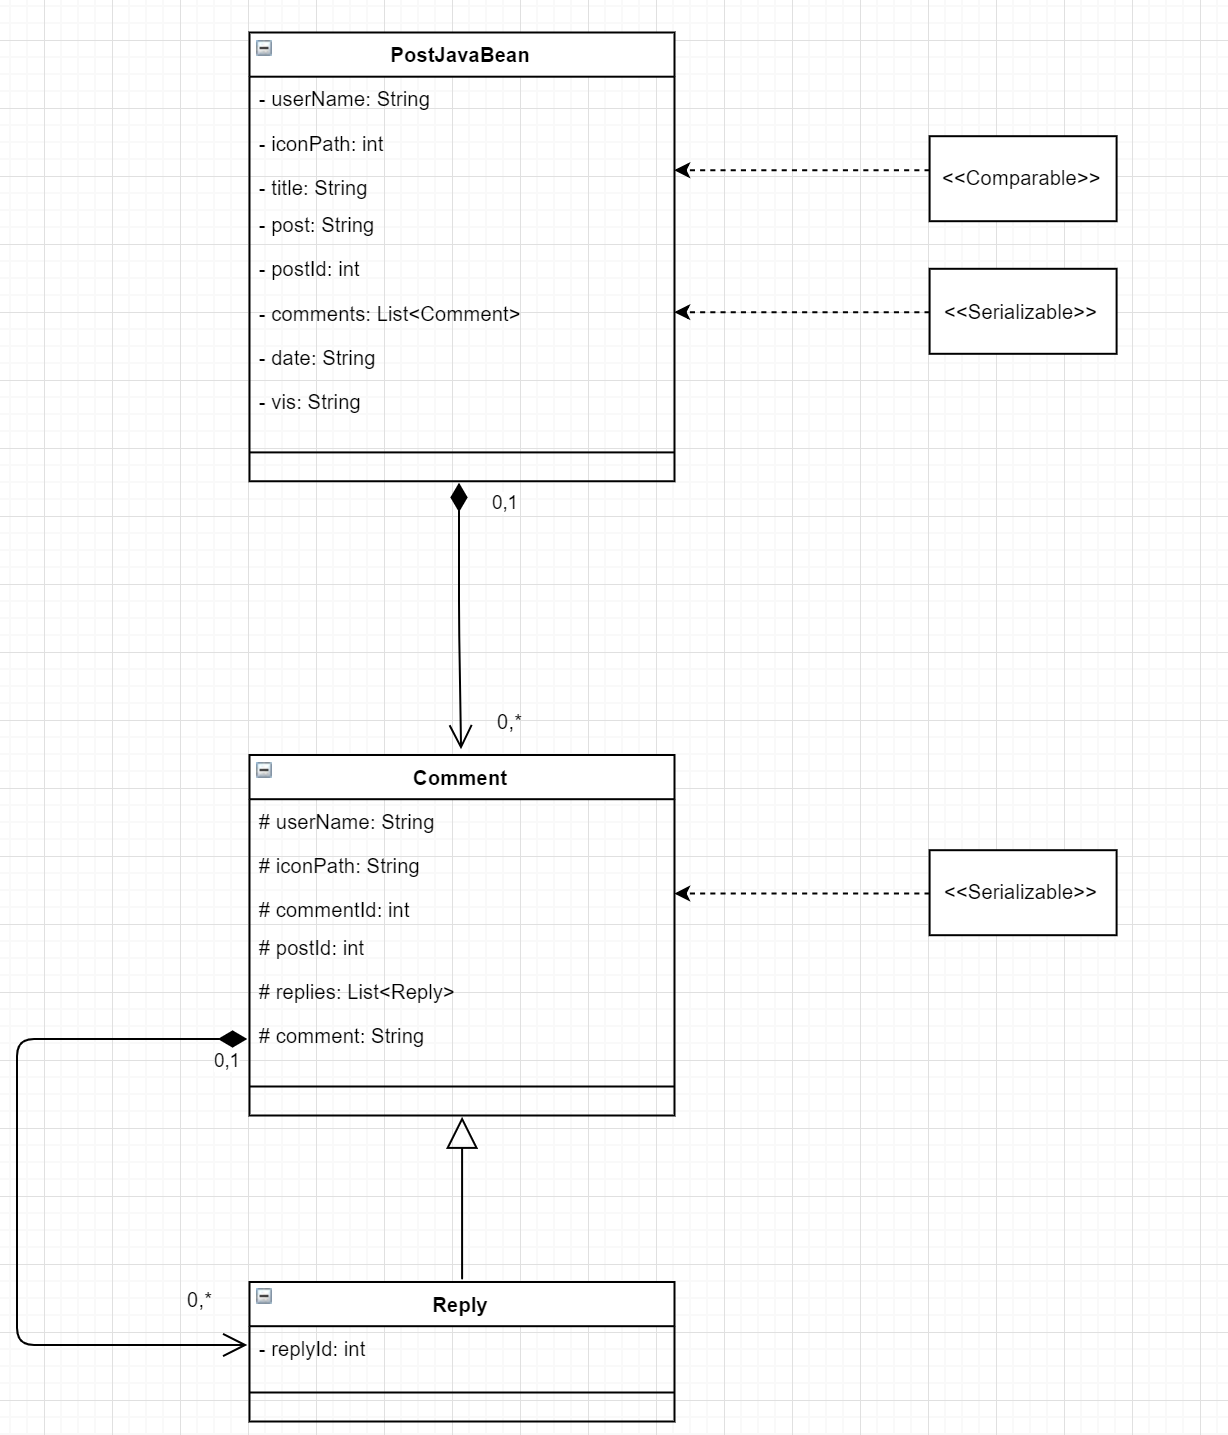 PostJavaBean
- userName: String
- iconPath: int
- title: String
- post: String
- postId: int
- comments: List<Comment>
- date: String
- vis: String
<<Comparable>>
<<Serializable>>
0,1
0,*
Comment
# userName: String
# iconPath: String
# commentId: int
# postId: int
# replies: List<Reply>
# comment: String
<<Serializable>>
0,1
0,*
Reply
- replyId: int